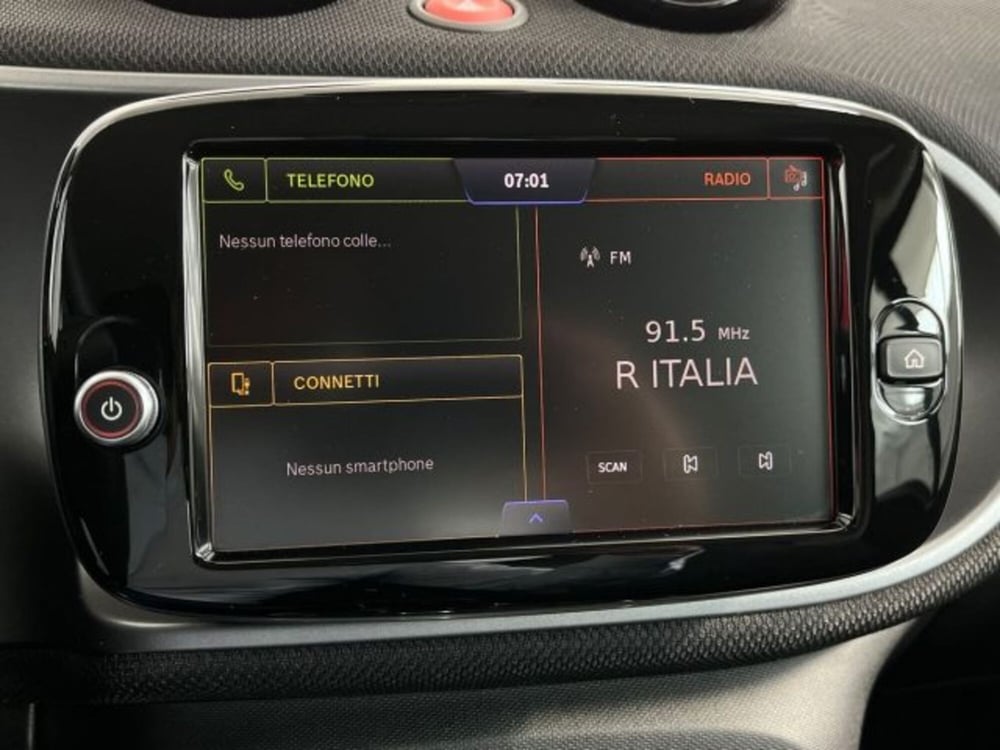 TELEFONO
07:01
RADIO
Nessun telefono colle...
FM
91.5 MHz
R ITALIA
CONNETTI
Nessun smartphone
SCAN